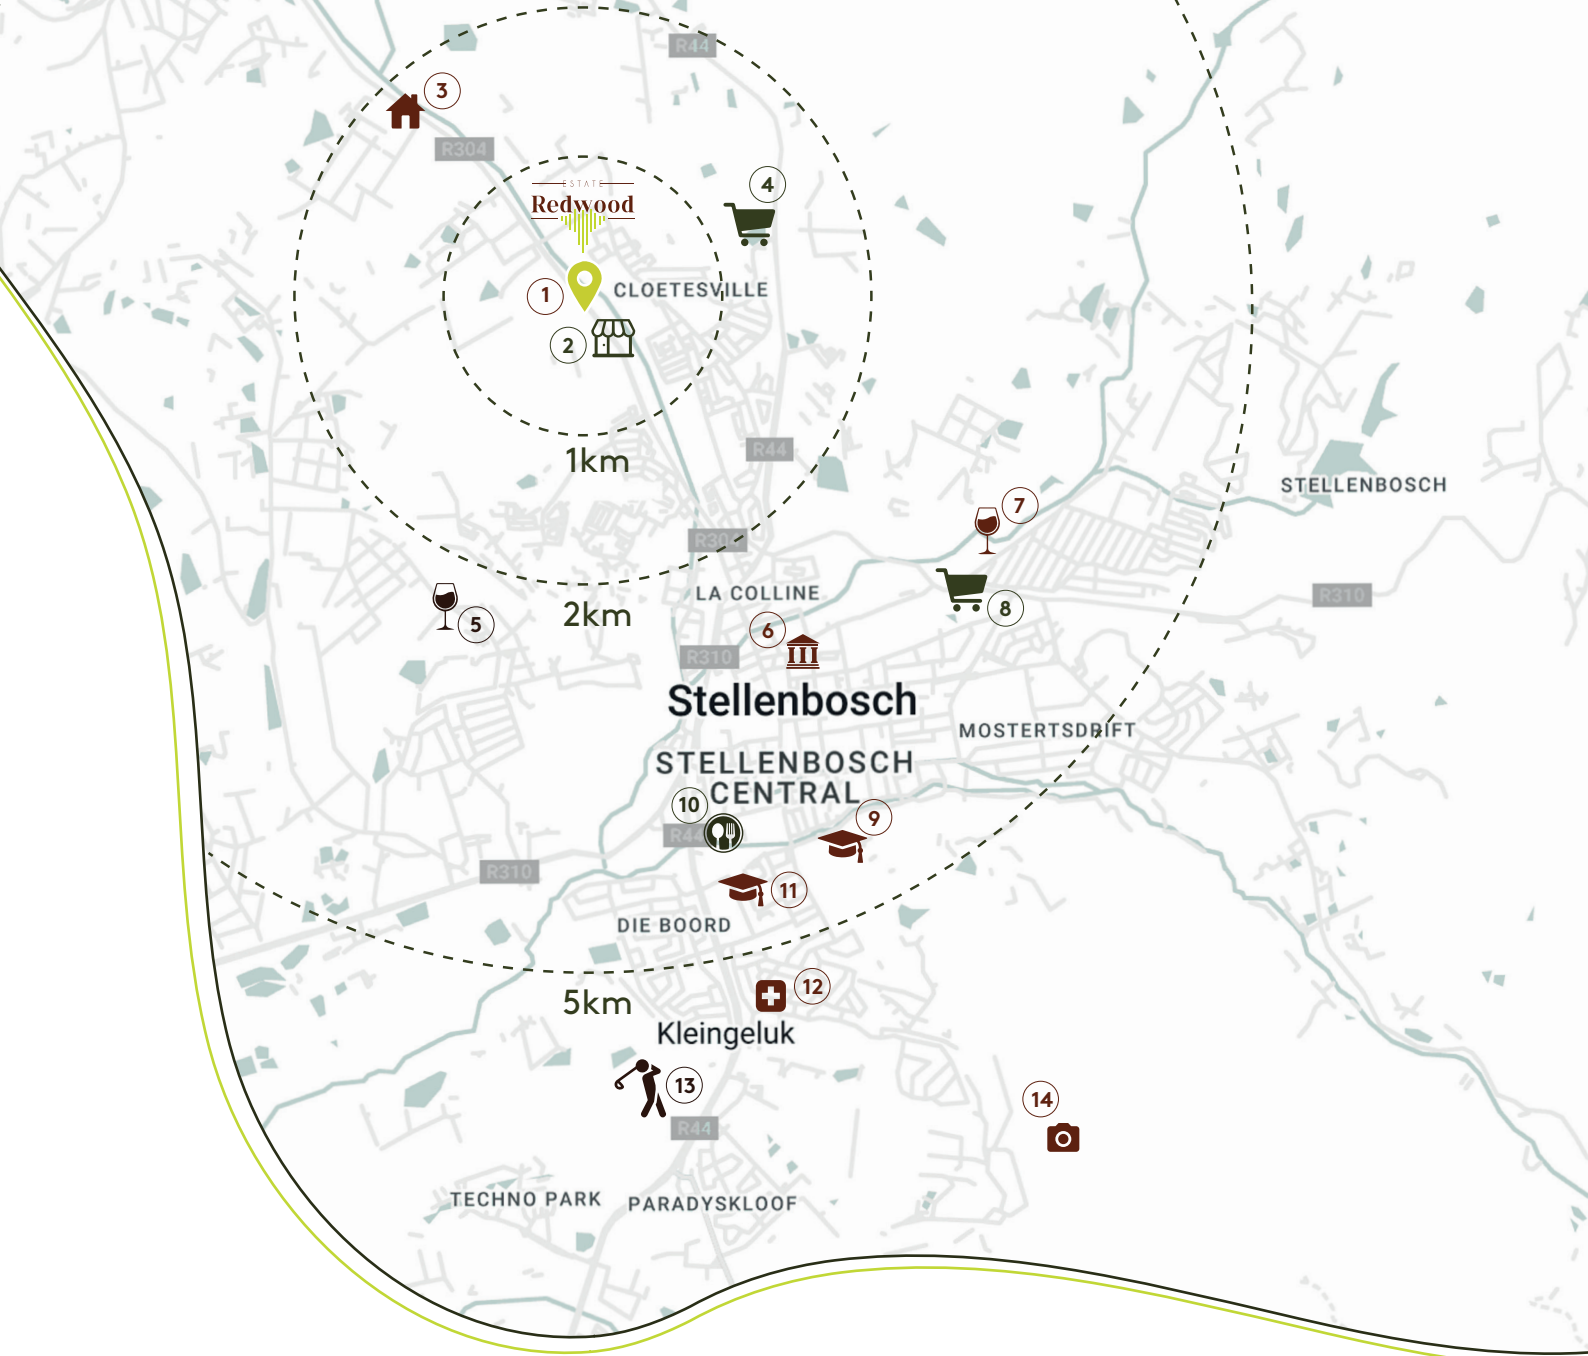 R44
3
R304
ESTATE
Redwood
4
1
CLOETESVILLE
2
R44
1km
STELLENBOSCH
7
R304
LA COLLINE
R310
8
2km
5
6
R310
Stellenbosch
MOSTERTSDRIFT
STELLENBOSCH
CENTRAL
10
9
R44
R310
11
DIE BOORD
12
5km
Kleingeluk
13
14
R44
TECHNO PARK
PARADYSKLOOF